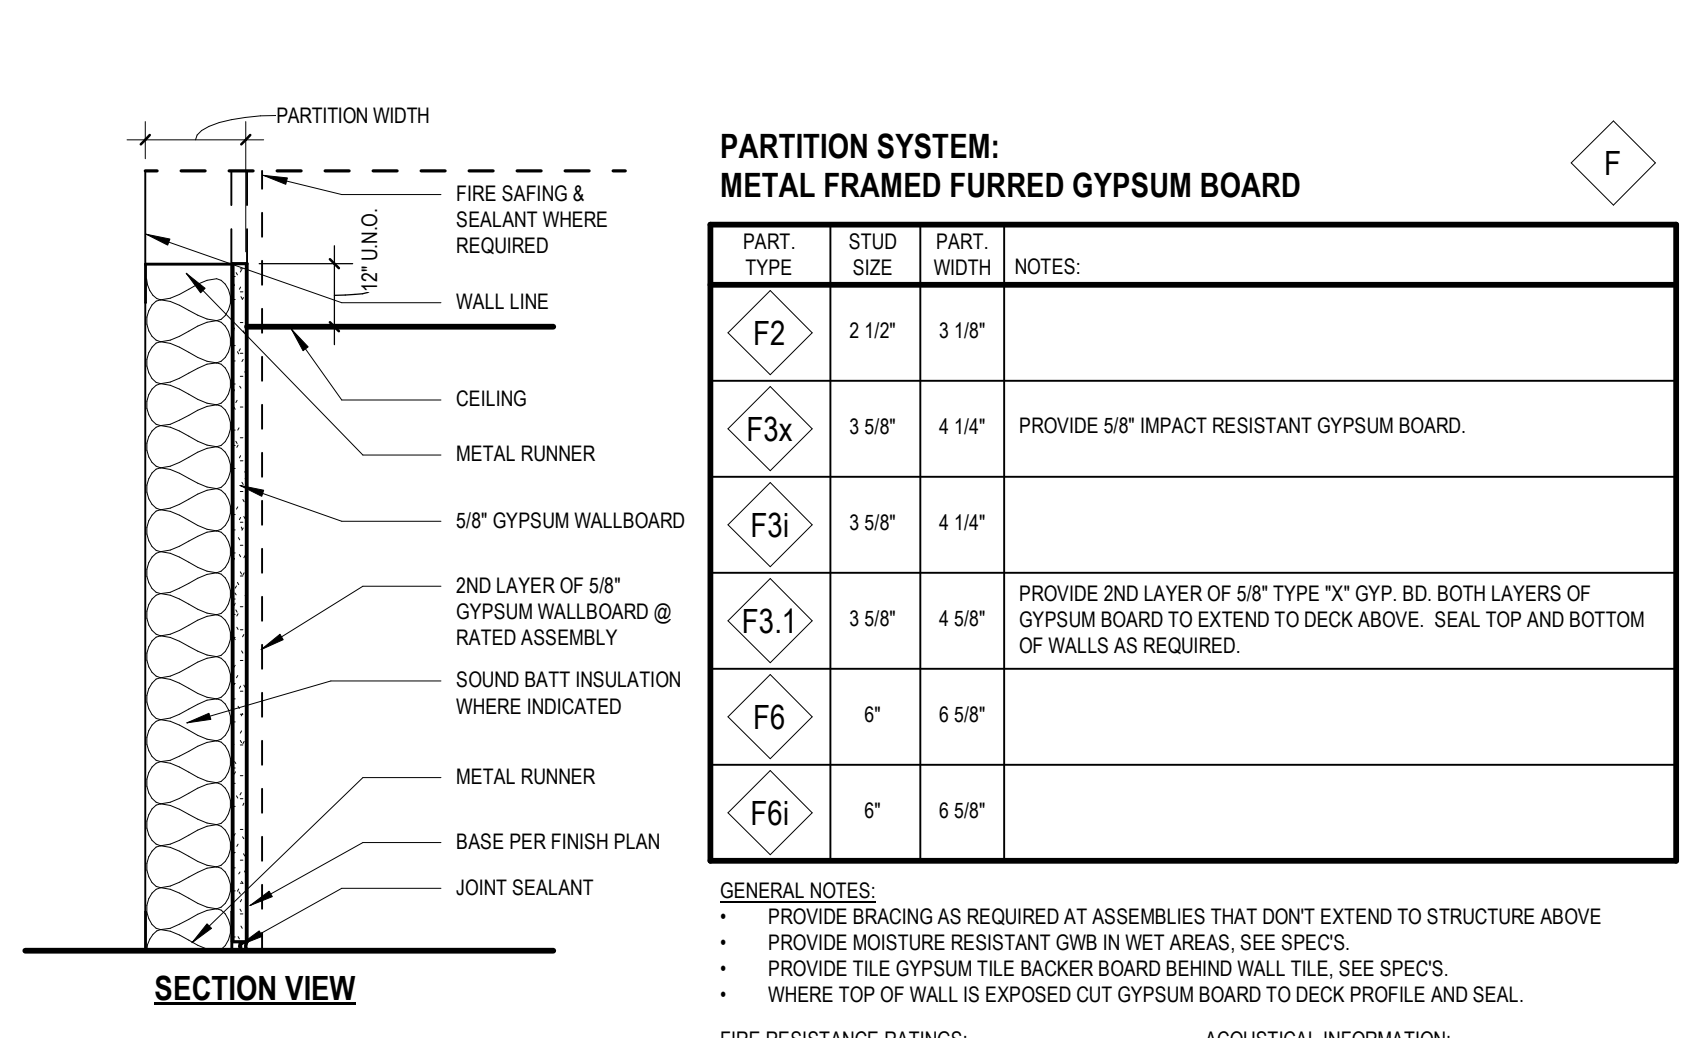 PARTITION WIDTH
FIRE SAFING &
SEALANT WHERE
REQUIRED
12" U.N.O.
WALL LINE
CEILING
METAL RUNNER
5/8" GYPSUM WALLBOARD
2ND LAYER OF 5/8"
GYPSUM WALLBOARD @
RATED ASSEMBLY
SOUND BATT INSULATION
WHERE INDICATED
METAL RUNNER
BASE PER FINISH PLAN
JOINT SEALANT
SECTION VIEW
PARTITION SYSTEM:
METAL FRAMED FURRED GYPSUM BOARD
F
PART. TYPE STUD SIZE PART. WIDTH NOTES:
F2 2 1/2" 3 1/8"
F3x 3 5/8" 4 1/4" PROVIDE 5/8" IMPACT RESISTANT GYPSUM BOARD.
F3i 3 5/8" 4 1/4"
F3.1 3 5/8" 4 5/8" PROVIDE 2ND LAYER OF 5/8" TYPE "X" GYP. BD. BOTH LAYERS OF
GYPSUM BOARD TO EXTEND TO DECK ABOVE. SEAL TOP AND BOTTOM
OF WALLS AS REQUIRED.
F6 6" 6 5/8"
F6i 6" 6 5/8"
GENERAL NOTES:
• PROVIDE BRACING AS REQUIRED AT ASSEMBLIES THAT DON'T EXTEND TO STRUCTURE ABOVE
• PROVIDE MOISTURE RESISTANT GWB IN WET AREAS, SEE SPEC'S.
• PROVIDE TILE GYPSUM TILE BACKER BOARD BEHIND WALL TILE, SEE SPEC'S.
• WHERE TOP OF WALL IS EXPOSED CUT GYPSUM BOARD TO DECK PROFILE AND SEAL.
FIRE RESISTANCE RATINGS: ACOUSTICAL INFORMATION: